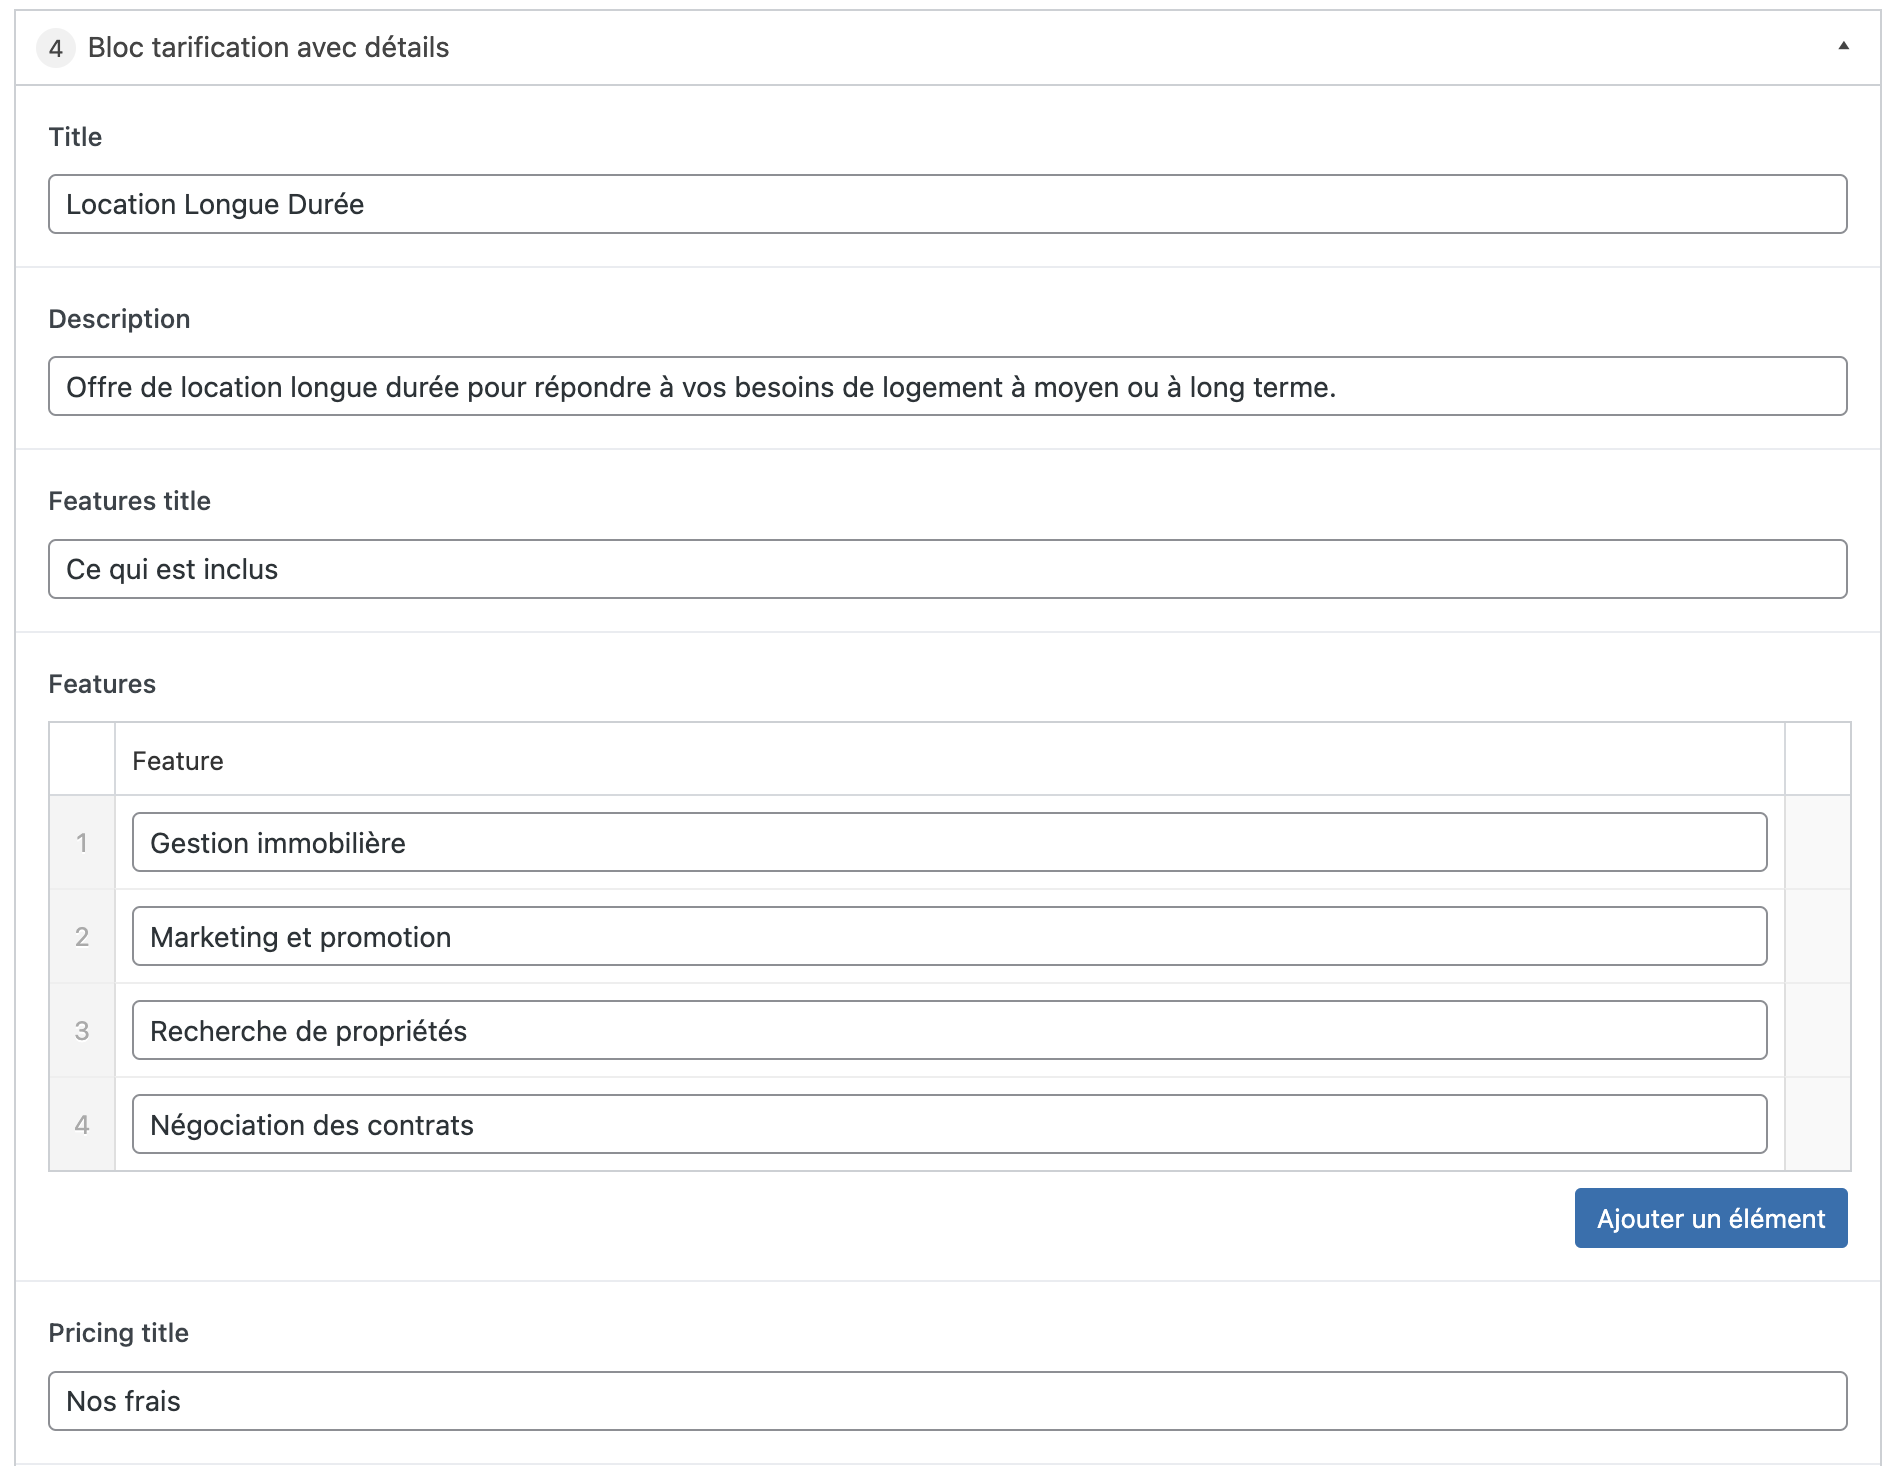 4 Bloc tarification avec détails
Title
Location Longue Durée
Description
Offre de location longue durée pour répondre à vos besoins de logement à moyen ou à long terme.
Features title
Ce qui est inclus
Features
Feature
1 Gestion immobilière
2 Marketing et promotion
3 Recherche de propriétés
4 Négociation des contrats
Ajouter un élément
Pricing title
Nos frais